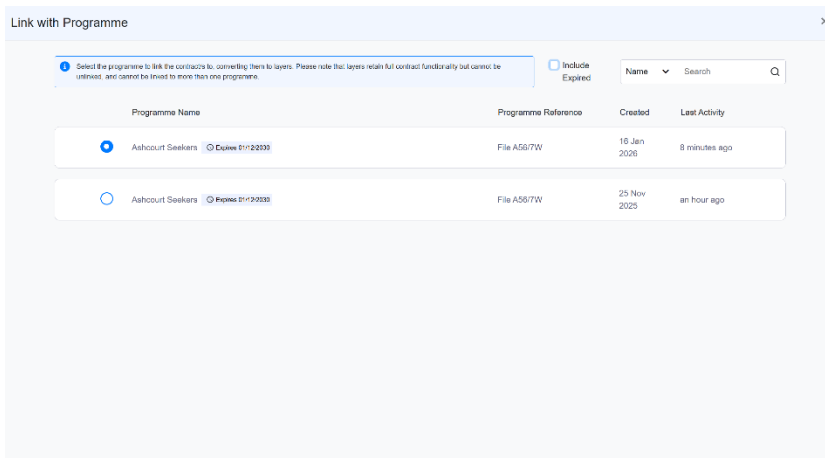 Link with Programme
Select the programme to link the contract/s to, converting them to layers. Please note that layers retain full contract functionality but cannot be
unlinked, and cannot be linked to more than one programme.
Include
Expired
Name
Search
Programme Name Programme Reference Created Last Activity
Ashcourt Seekers Expires 01/12/2030 File A56/7W 16 Jan
2026 8 minutes ago
Ashcourt Seekers Expires 01/12/2030 File A56/7W 25 Nov
2025 an hour ago